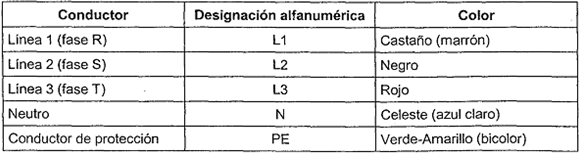 Conductor Designación alfanumérica Color
Línea 1 (fase R) L1 Castaño (marrón)
Línea 2 (fase S) L2 Negro
Línea 3 (fase T) L3 Rojo
Neutro N Celeste (azul claro)
Conductor de protección PE Verde-Amarillo (bicolor)